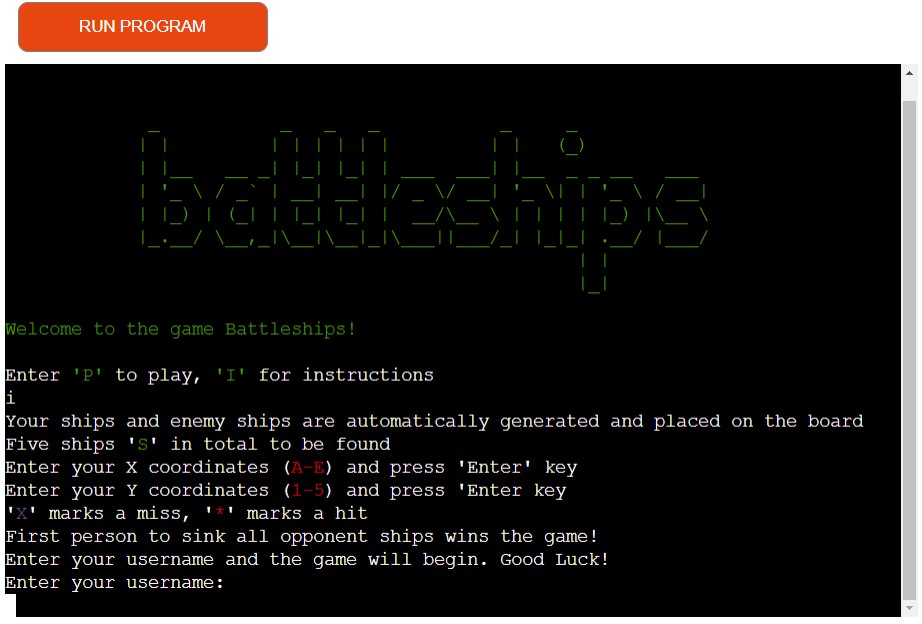 RUN PROGRAM
battleships
Welcome to the game Battleships!
Enter 'P' to play, 'I' for instructions
i
Your ships and enemy ships are automatically generated and placed on the board
Five ships 'S' in total to be found
Enter your X coordinates (A-E) and press 'Enter' key
Enter your Y coordinates (1-5) and press 'Enter key
'X' marks a miss, '*' marks a hit
First person to sink all opponent ships wins the game!
Enter your username and the game will begin. Good Luck!
Enter your username: